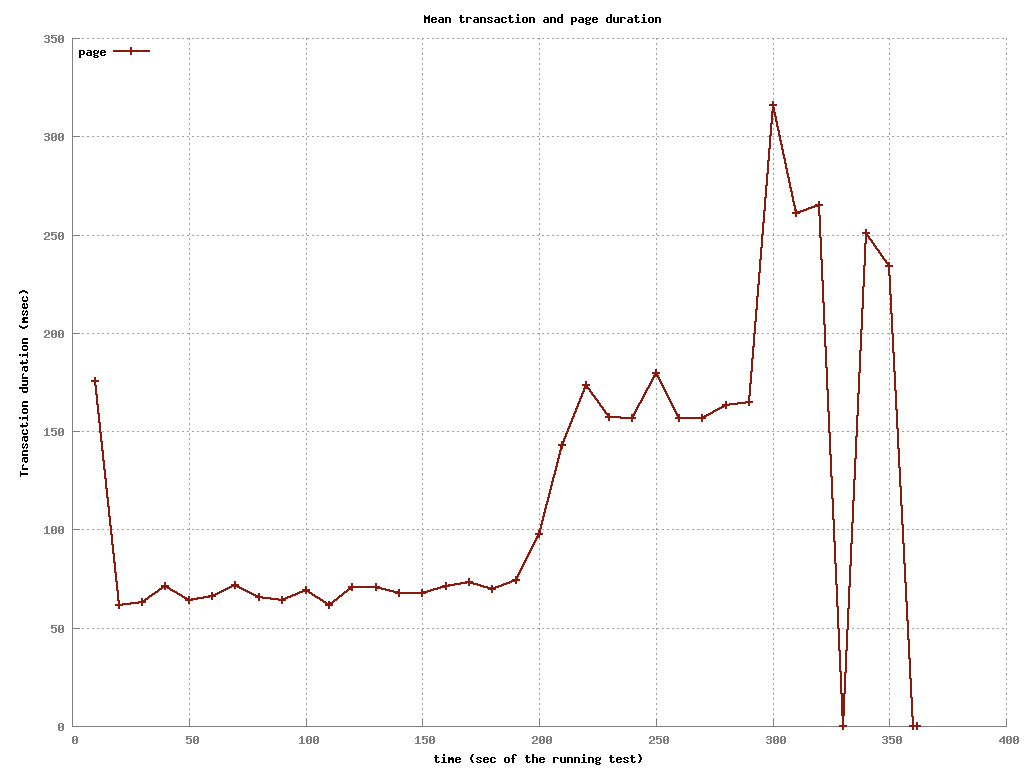 Mean transaction and page duration
350
page
300
250
200
150
100
50
0
Transaction duration (msec)
0 50 100 150 200 250 300 350 400
time (sec of the running test)